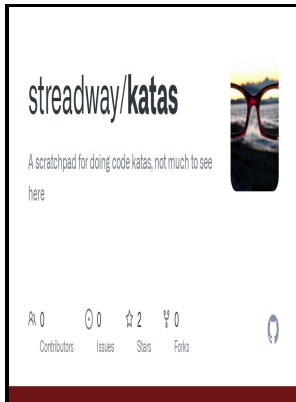 streadway/katas
A scratchpad for doing code katas, not much to see
here
0 0 2 0
Contributors Issues Stars Forks